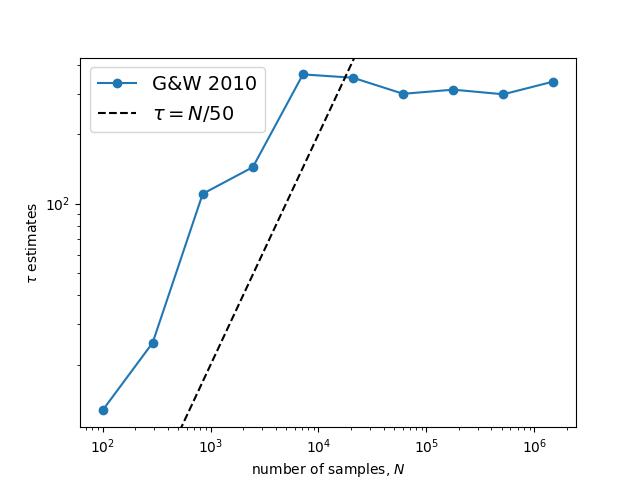 G&W 2010
τ = N/50
10²
τ estimates
10² 10³ 10⁴ 10⁵ 10⁶
number of samples, N